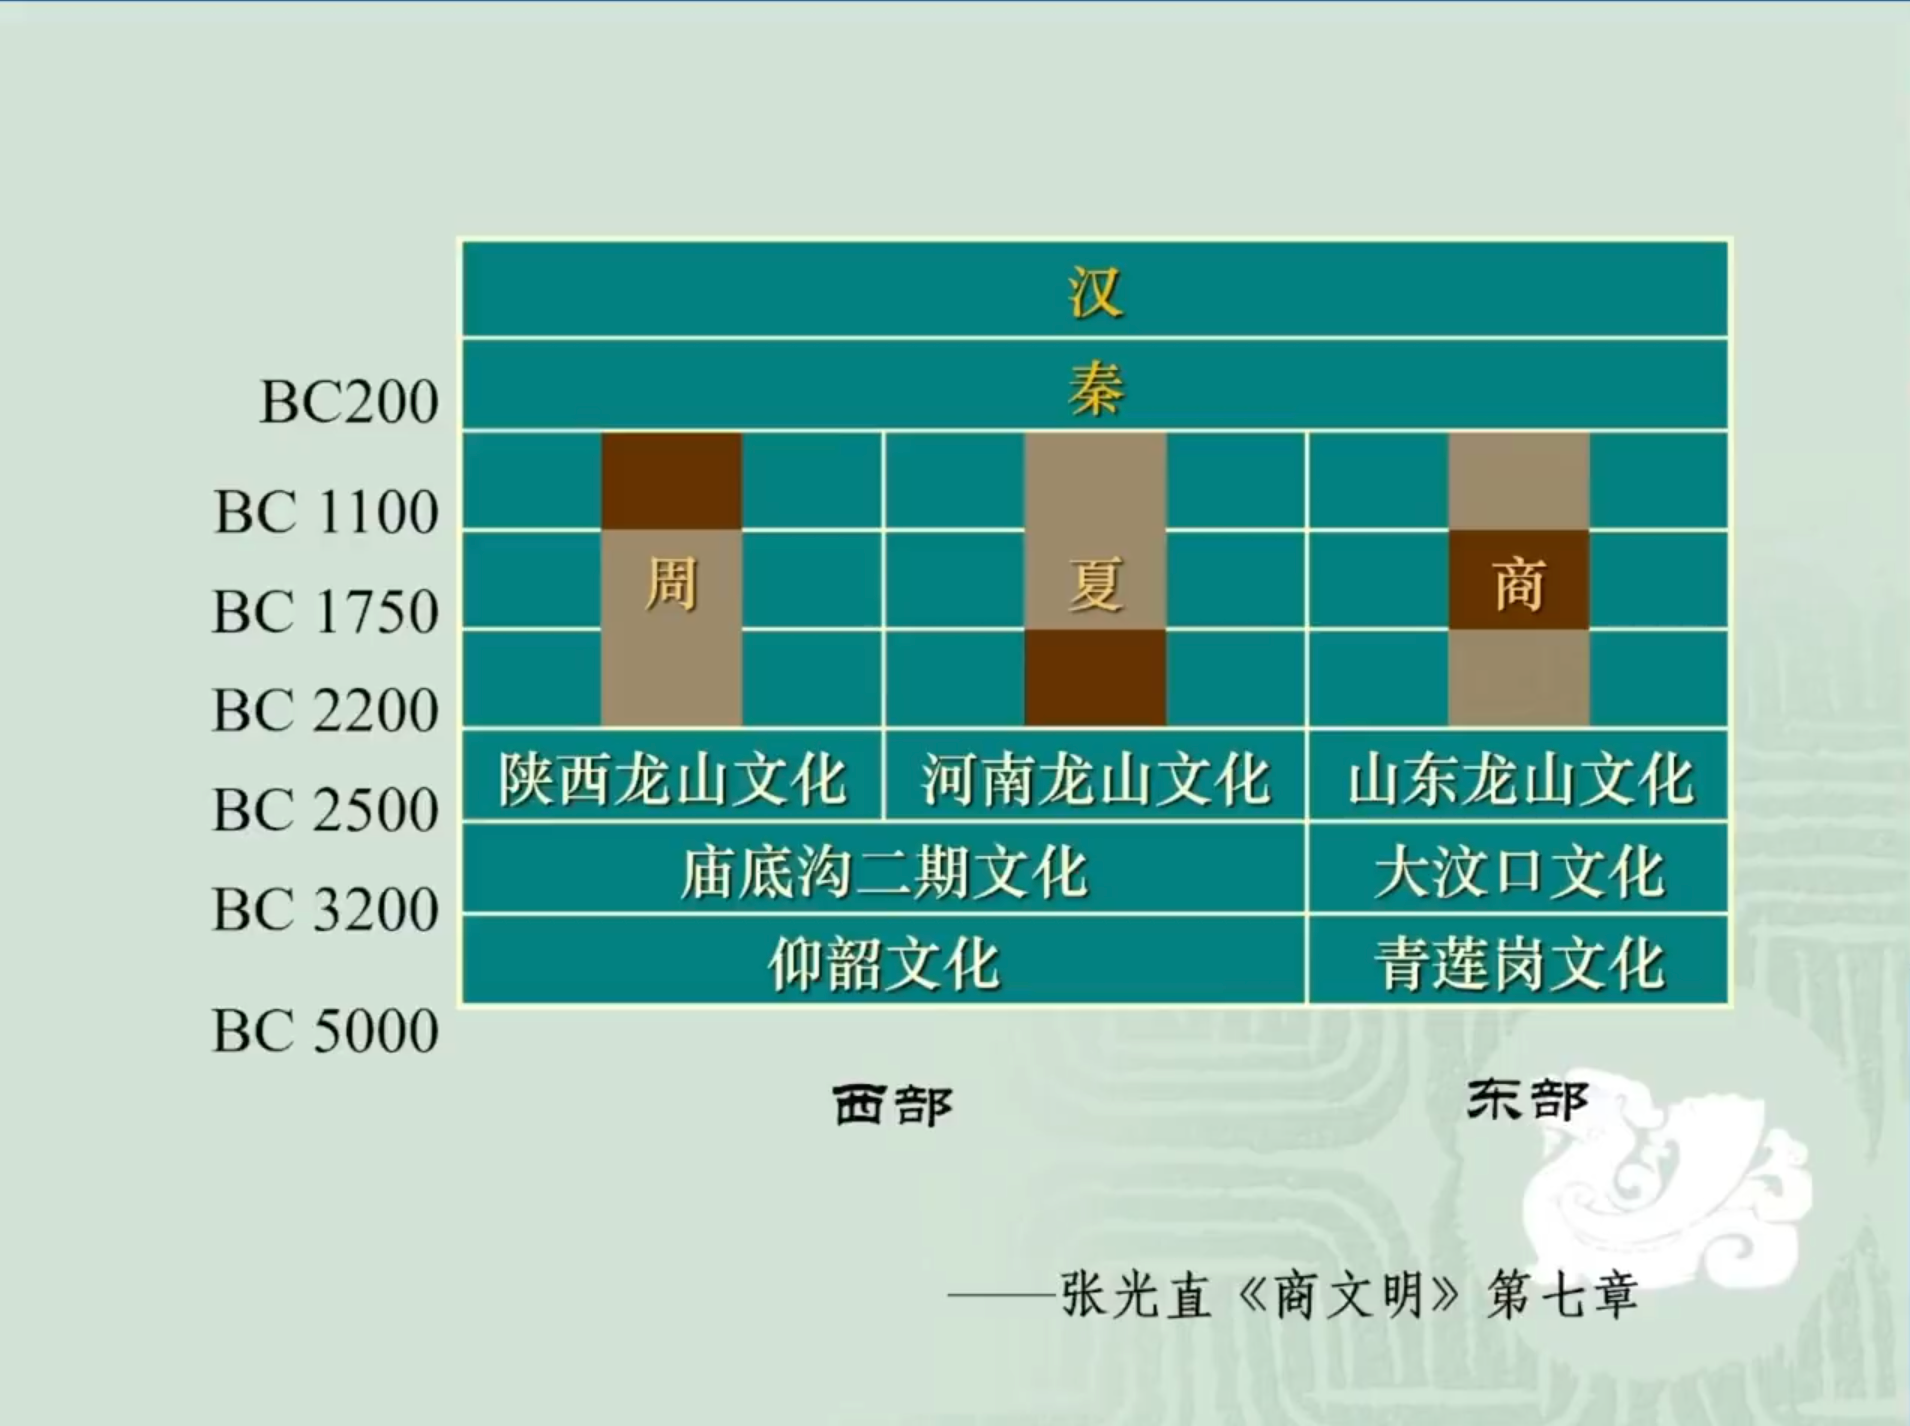 汉
BC200 秦
BC 1100
BC 1750 周 夏 商
BC 2200
BC 2500 陕西龙山文化 河南龙山文化 山东龙山文化
BC 3200 庙底沟二期文化 大汶口文化
仰韶文化 青莲岗文化
BC 5000
西部 东部
——张光直《商文明》第七章